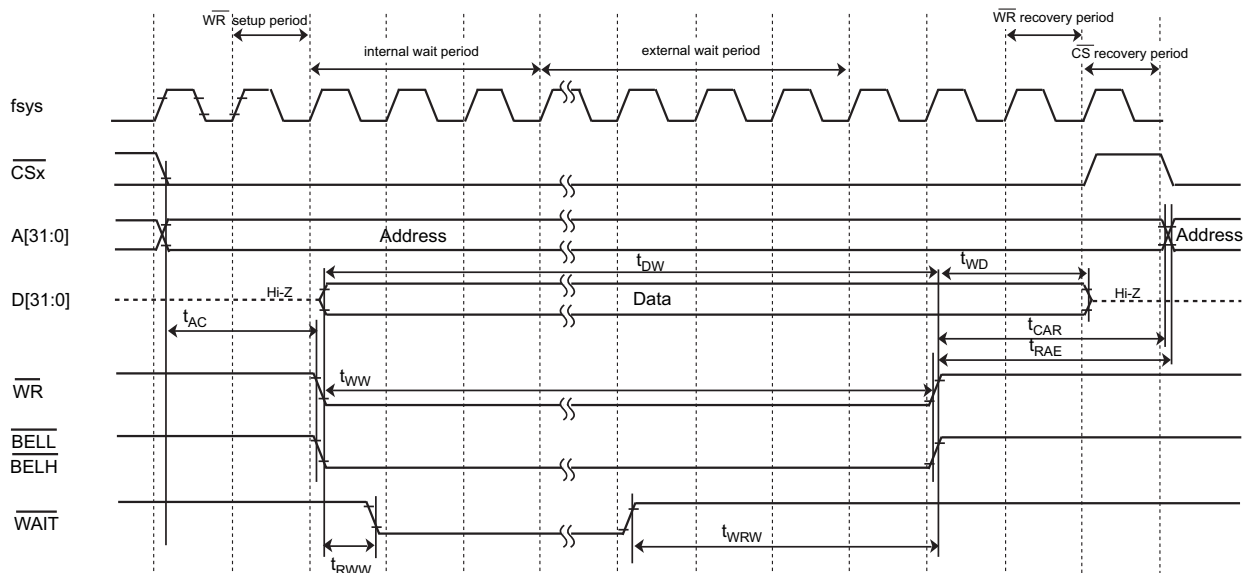 WR setup period
WR recovery period
internal wait period
external wait period
CS recovery period
fsys
CSx
A[31:0]
Address
Address
tDW
tWD
D[31:0]
Hi-Z
Data
Hi-Z
tAC
tCAR
tRAE
tWW
WR
BELL
BELH
WAIT
tRWW
tWRW